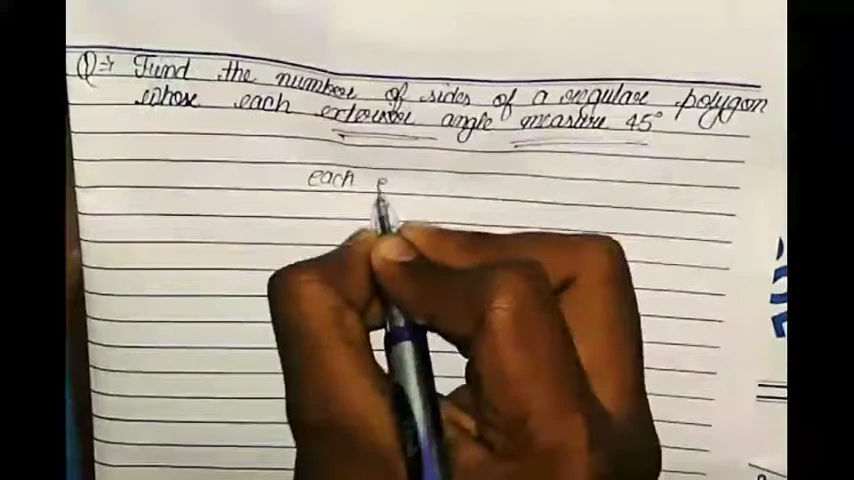 Q⇒ Find the number of sides of a regular polygon
whose each exterior angle measure 45°
each e